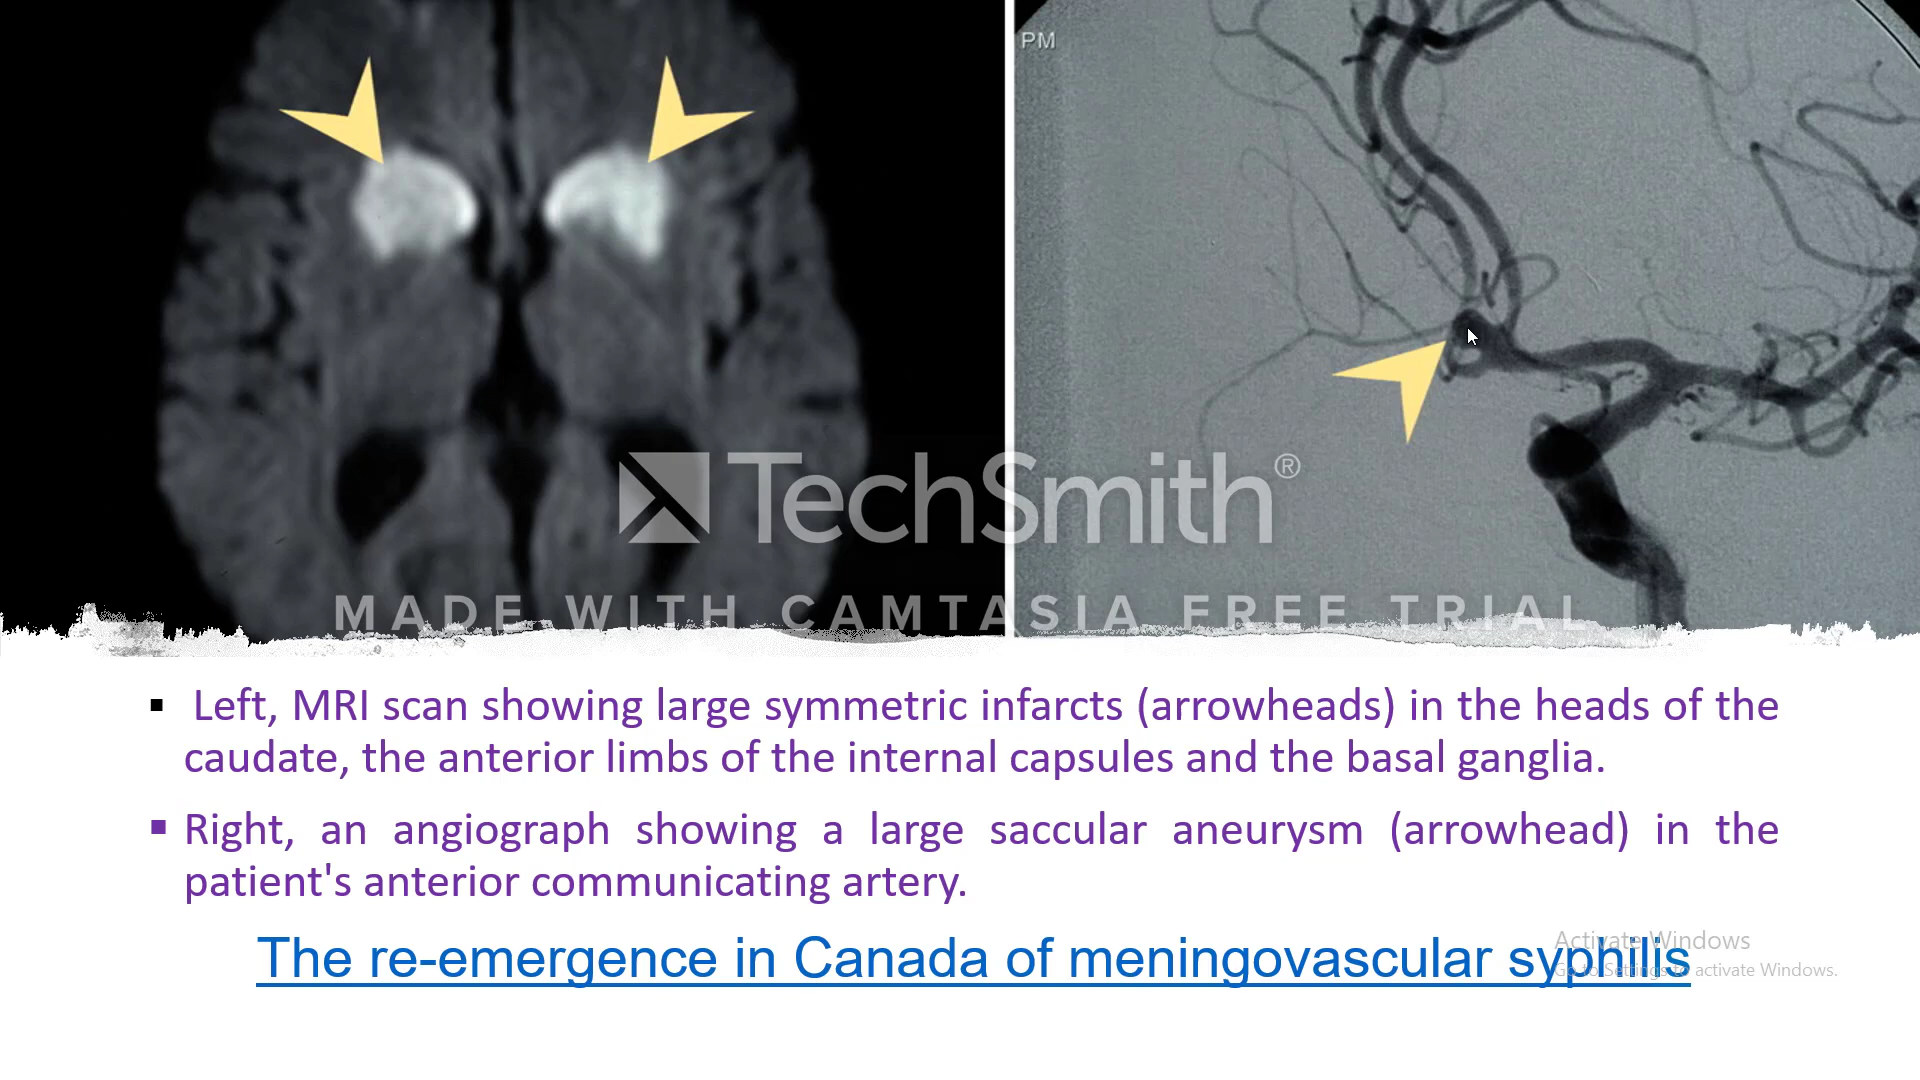 PM
TechSmith®
MADE WITH CAMTASIA FREE TRIAL
▪ Left, MRI scan showing large symmetric infarcts (arrowheads) in the heads of the
caudate, the anterior limbs of the internal capsules and the basal ganglia.
▪ Right, an angiograph showing a large saccular aneurysm (arrowhead) in the
patient's anterior communicating artery.
The re-emergence in Canada of meningovascular syphilis
Activate Windows
Go to Settings to activate Windows.